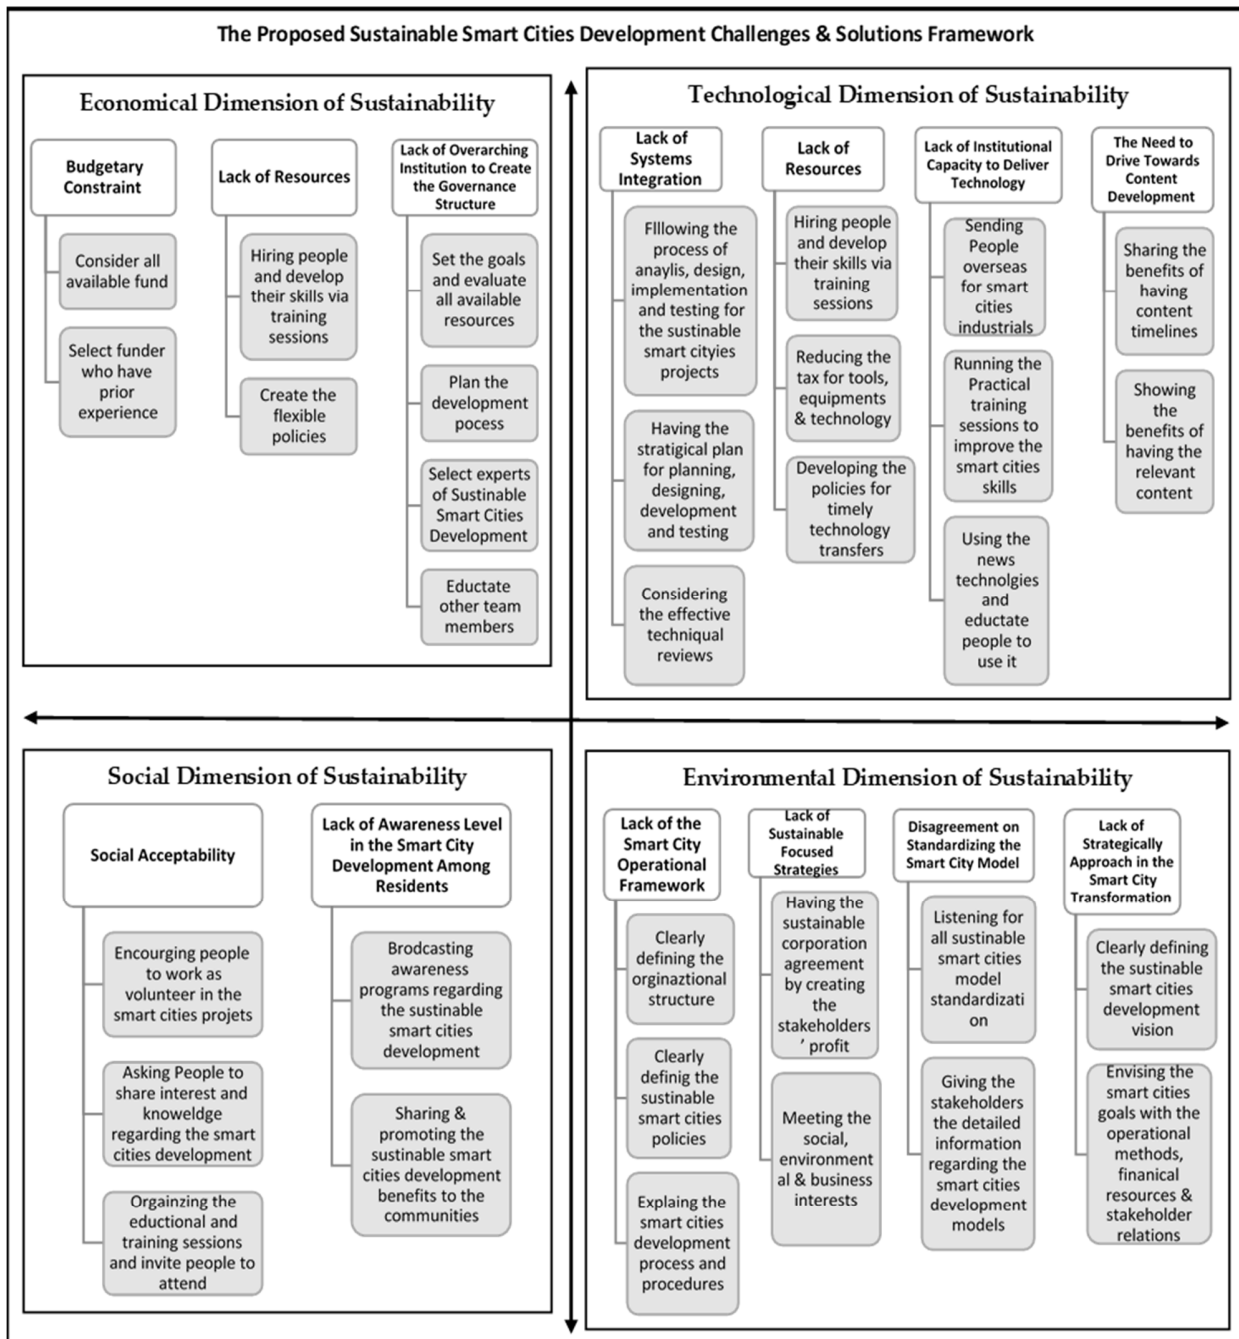 The Proposed Sustainable Smart Cities Development Challenges & Solutions Framework
Economical Dimension of Sustainability
Budgetary
Constraint
Consider all
available fund
Select funder
who have
prior
experience
Lack of Resources
Hiring people
and develop
their skills via
training
sessions
Create the
flexible
policies
Lack of Overarching
Institution to Create
the Governance
Structure
Set the goals
and evaluate
all available
resources
Plan the
development
pocess
Select experts
of Sustinable
Smart Cities
Development
Eductate
other team
members
Technological Dimension of Sustainability
Lack of
Systems
Integration
Flllowing the
process of
anaylis, design,
implementation
and testing for
the sustinable
smart cityies
projects
Having the
stratigical plan
for planning,
designing,
development
and testing
Considering
the effective
techniqual
reviews
Lack of
Resources
Hiring people
and develop
their skills via
training
sessions
Reducing the
tax for tools,
equipments
& technology
Developing the
policies for
timely
technology
transfers
Lack of Institutional
Capacity to Deliver
Technology
Sending
People
overseas
for smart
cities
industrials
Running the
Practical
training
sessions to
improve the
smart cities
skills
Using the
news
technolgies
and
eductate
people to
use it
The Need to
Drive Towards
Content
Development
Sharing the
benefits of
having
content
timelines
Showing
the
benefits of
having the
relevant
content
Social Dimension of Sustainability
Social Acceptability
Encourging people
to work as
volunteer in the
smart cities projets
Asking People to
share interest and
knoweldge
regarding the smart
cities development
Orgainzing the
eductional and
training sessions
and invite people to
attend
Lack of Awareness Level
in the Smart City
Development Among
Residents
Brodcasting
awareness
programs regarding
the sustinable
smart cities
development
Sharing &
promoting the
sustinable smart
cities development
benefits to the
communities
Environmental Dimension of Sustainability
Lack of the
Smart City
Operational
Framework
Clearly
defining the
orginaztional
structure
Clearly
defing the
sustinable
smart cities
policies
Explaing the
smart cities
development
process and
procedures
Lack of
Sustainable
Focused
Strategies
Having the
sustainable
corporation
agreement
by creating
the
stakeholders
' profit
Meeting the
social,
environment
al & business
interests
Disagreement on
Standardizing the
Smart City Model
Listening for
all sustinable
smart cities
model
standardizati
on
Giving the
stakeholders
the detailed
information
regarding the
smart cities
development
models
Lack of
Strategically
Approach in the
Smart City
Transformation
Clearly defining
the sustinable
smart cities
development
vision
Envising the
smart cities
goals with the
operational
methods,
finanical
resources &
stakeholder
relations